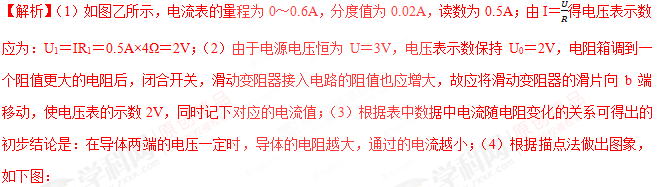 【解析】（1）如图乙所示，电流表的量程为 0～0.6A，分度值为 0.02A，读数为 0.5A；由 I=U/R得电压表示数
应为：U₁＝IR₁＝0.5A×4Ω＝2V；（2）由于电源电压恒为 U＝3V，电压表示数保持 U₀＝2V，电阻箱调到一
个阻值更大的电阻后，闭合开关，滑动变阻器接入电路的阻值也应增大，故应将滑动变阻器的滑片向 b 端
移动，使电压表的示数 2V，同时记下对应的电流值；（3）根据表中数据中电流随电阻变化的关系可得出的
初步结论是：在导体两端的电压一定时，导体的电阻越大，通过的电流越小；（4）根据描点法做出图象，
如下图：